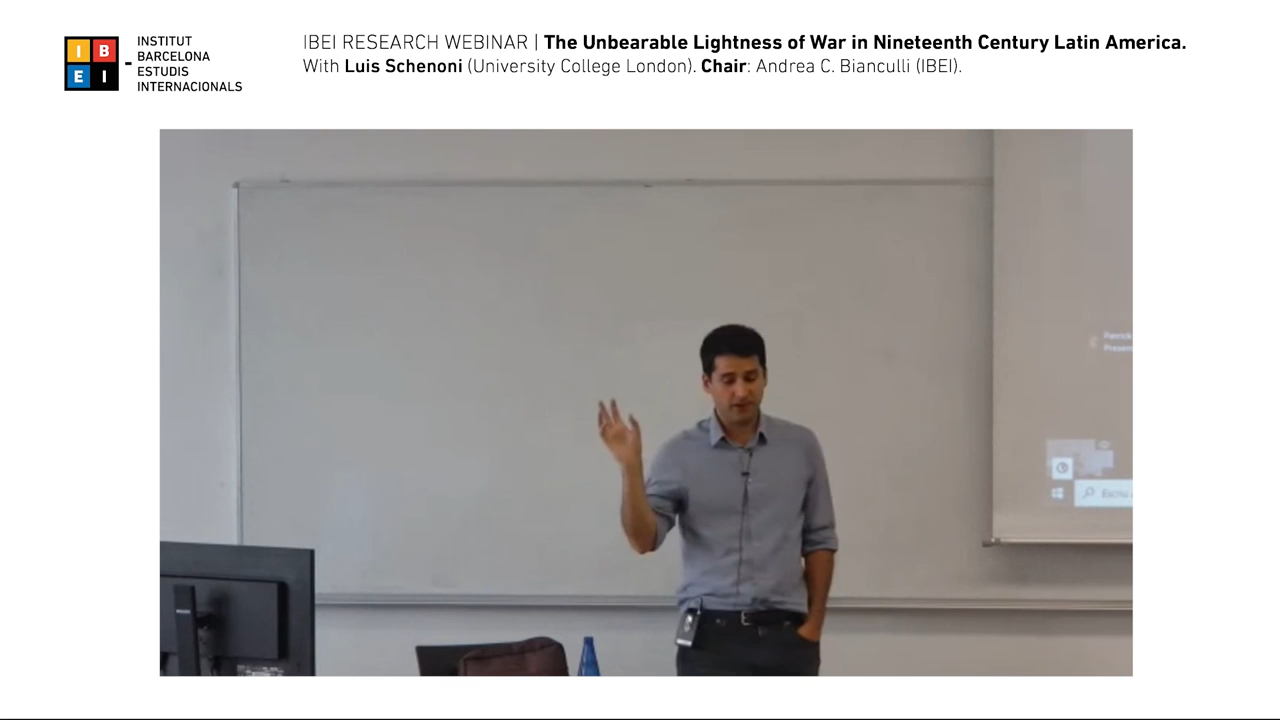 I B
E I
INSTITUT
BARCELONA
ESTUDIS
INTERNACIONALS
IBEI RESEARCH WEBINAR | The Unbearable Lightness of War in Nineteenth Century Latin America.
With Luis Schenoni (University College London). Chair: Andrea C. Bianculli (IBEI).
Patrick